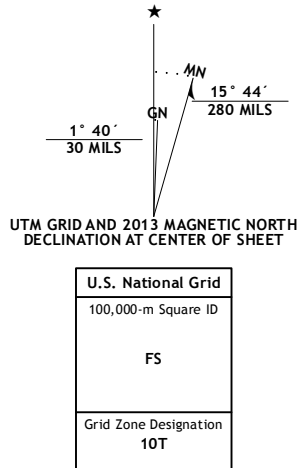 ★
MN
15° 44´
280 MILS
GN
1° 40´
30 MILS
UTM GRID AND 2013 MAGNETIC NORTH
DECLINATION AT CENTER OF SHEET
U.S. National Grid
100,000-m Square ID
FS
Grid Zone Designation
10T